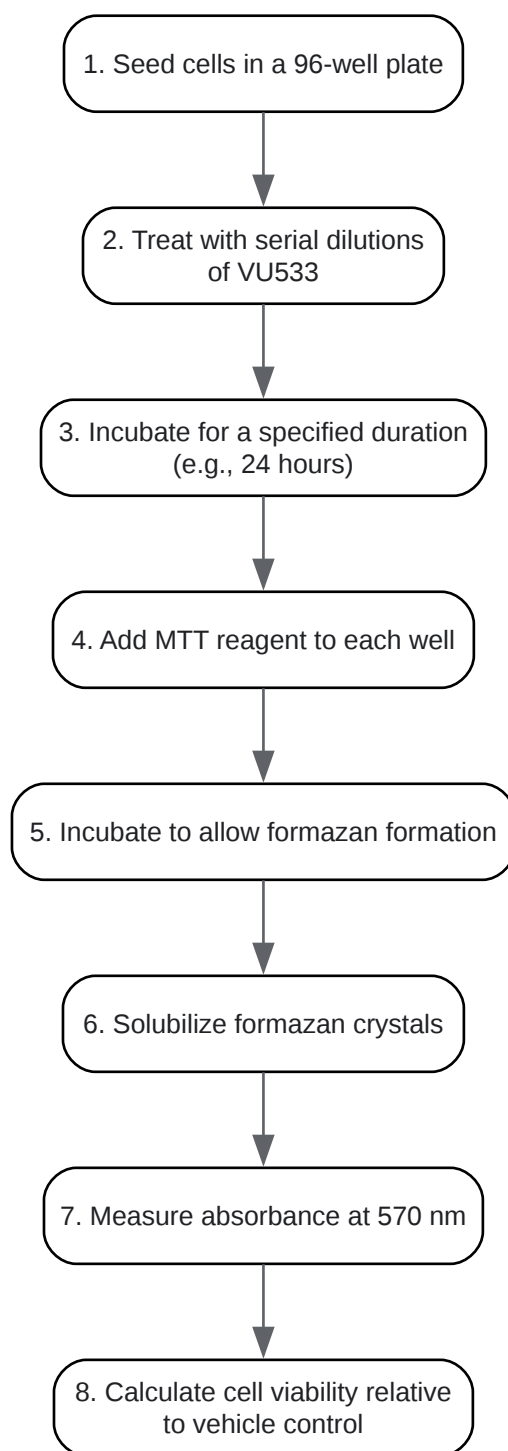 1. Seed cells in a 96-well plate
2. Treat with serial dilutions
of VU533
3. Incubate for a specified duration
(e.g., 24 hours)
4. Add MTT reagent to each well
5. Incubate to allow formazan formation
6. Solubilize formazan crystals
7. Measure absorbance at 570 nm
8. Calculate cell viability relative
to vehicle control